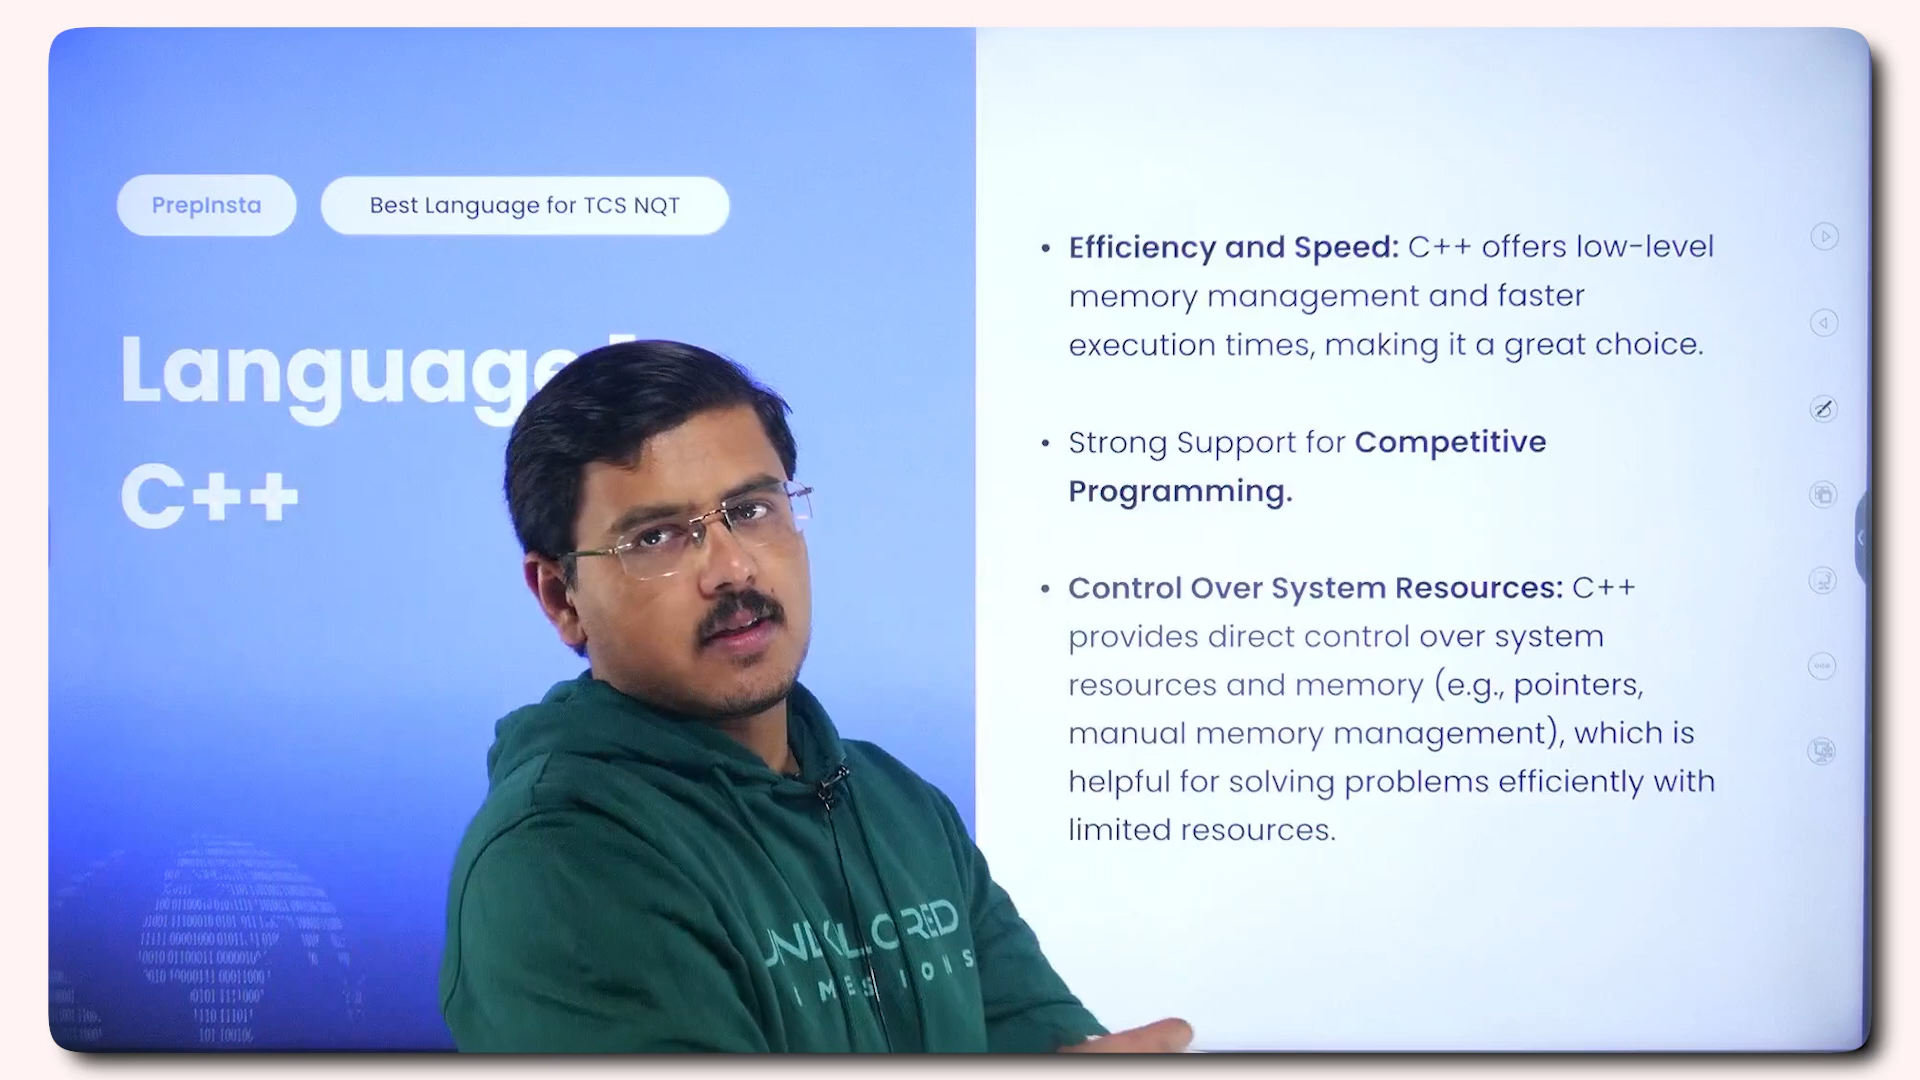 PrepInsta
Best Language for TCS NQT
Language
C++
• Efficiency and Speed: C++ offers low-level
memory management and faster
execution times, making it a great choice.
• Strong Support for Competitive
Programming.
• Control Over System Resources: C++
provides direct control over system
resources and memory (e.g., pointers,
manual memory management), which is
helpful for solving problems efficiently with
limited resources.